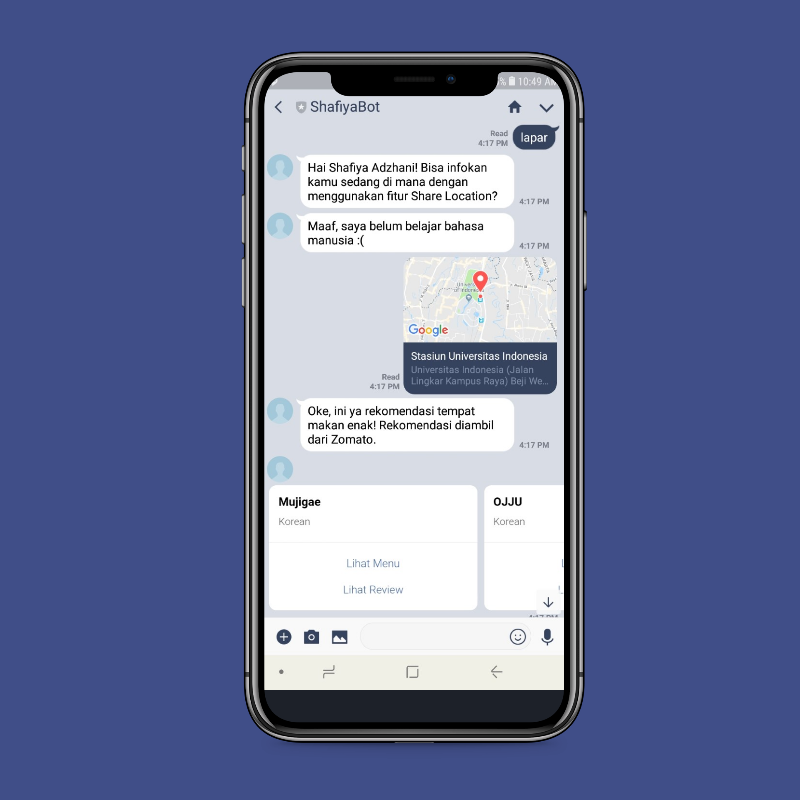 % 10:49 AM
ShafiyaBot
Read
4:17 PM
lapar
Hai Shafiya Adzhani! Bisa infokan
kamu sedang di mana dengan
menggunakan fitur Share Location?
4:17 PM
Maaf, saya belum belajar bahasa
manusia :(
4:17 PM
Google
Stasiun Universitas Indonesia
Universitas Indonesia (Jalan
Lingkar Kampus Raya) Beji We...
Read
4:17 PM
Oke, ini ya rekomendasi tempat
makan enak! Rekomendasi diambil
dari Zomato.
4:17 PM
Mujigae
Korean
Lihat Menu
Lihat Review
OJJU
Korean